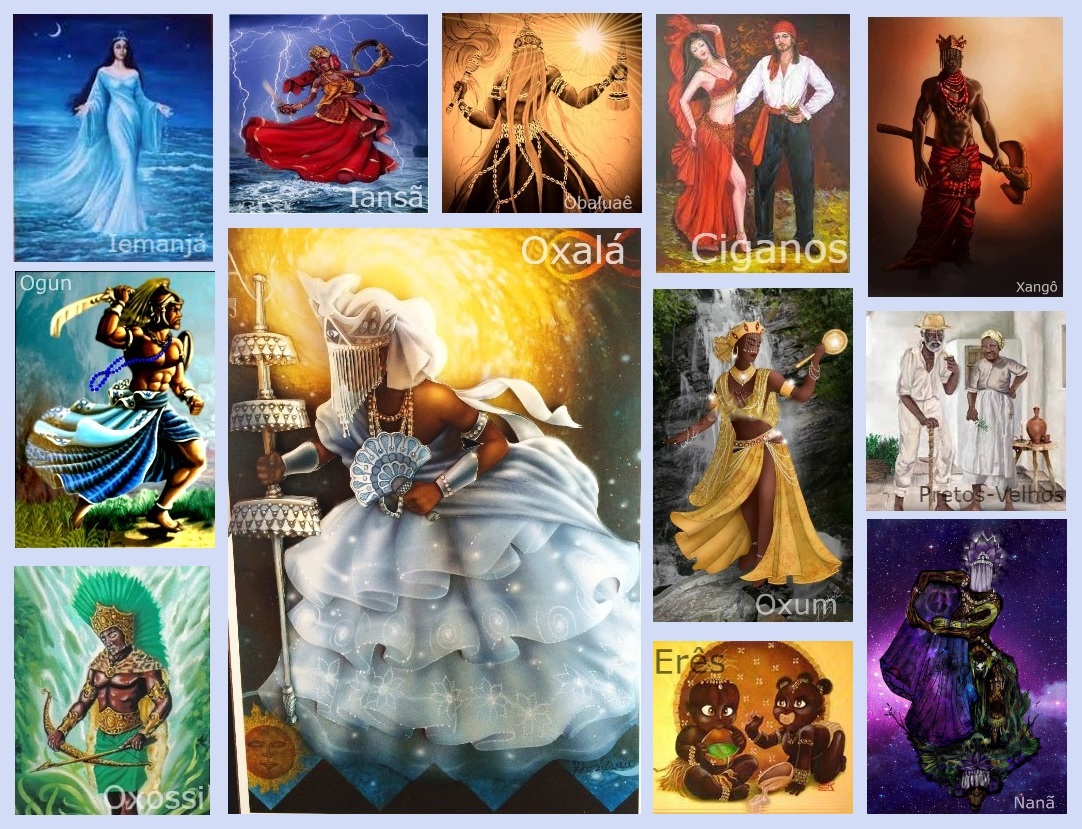 Iemanjá
Iansã
Obaluaê
Ciganos
Xangô
Ogun
Oxalá
Oxum
Pretos-Velhos
Oxóssi
Erês
Nanã